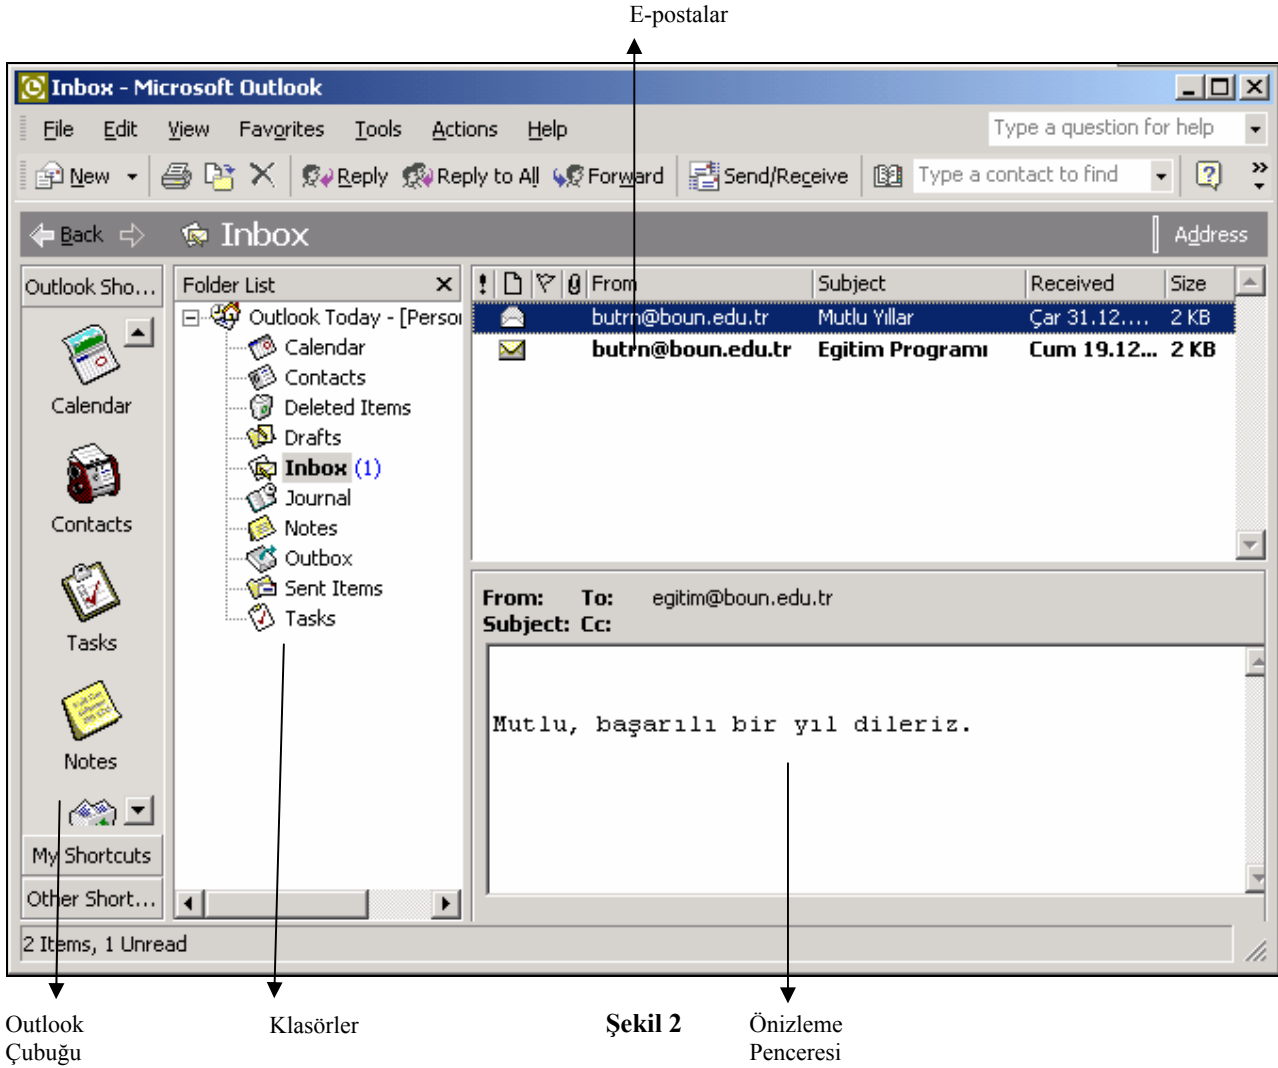 E-postalar
Inbox - Microsoft Outlook
File Edit View Favorites Tools Actions Help Type a question for help
New Reply Reply to All Forward Send/Receive Type a contact to find
Back Inbox Address
Outlook Sho... Folder List From Subject Received Size
Outlook Today - [Person butrn@boun.edu.tr Mutlu Yıllar Çar 31.12.... 2 KB
Calendar butrn@boun.edu.tr Egitim Programı Cum 19.12... 2 KB
Contacts
Calendar Deleted Items
Drafts
Inbox (1)
Journal
Contacts Notes
Outbox
Sent Items From: To: egitim@boun.edu.tr
Tasks Subject: Cc:
Tasks
Mutlu, başarılı bir yıl dileriz.
Notes
My Shortcuts
Other Short...
2 Items, 1 Unread
Outlook Klasörler Şekil 2 Önizleme
Çubuğu Penceresi